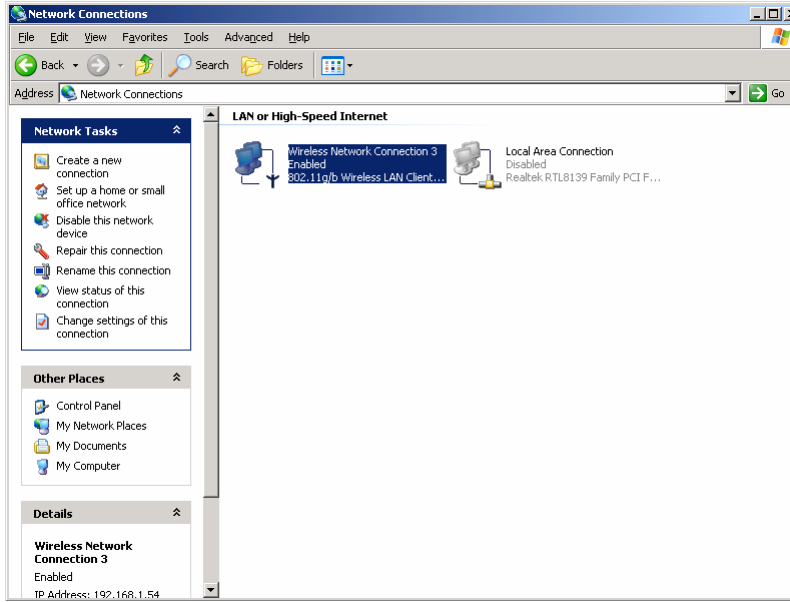 Network Connections
File Edit View Favorites Tools Advanced Help
Back Search Folders
Address Network Connections Go
Network Tasks
Create a new
connection
Set up a home or small
office network
Disable this network
device
Repair this connection
Rename this connection
View status of this
connection
Change settings of this
connection
Other Places
Control Panel
My Network Places
My Documents
My Computer
Details
Wireless Network
Connection 3
Enabled
IP Address: 192.168.1.54
LAN or High-Speed Internet
Wireless Network Connection 3
Enabled
802.11g/b Wireless LAN Client...
Local Area Connection
Disabled
Realtek RTL8139 Family PCI F...